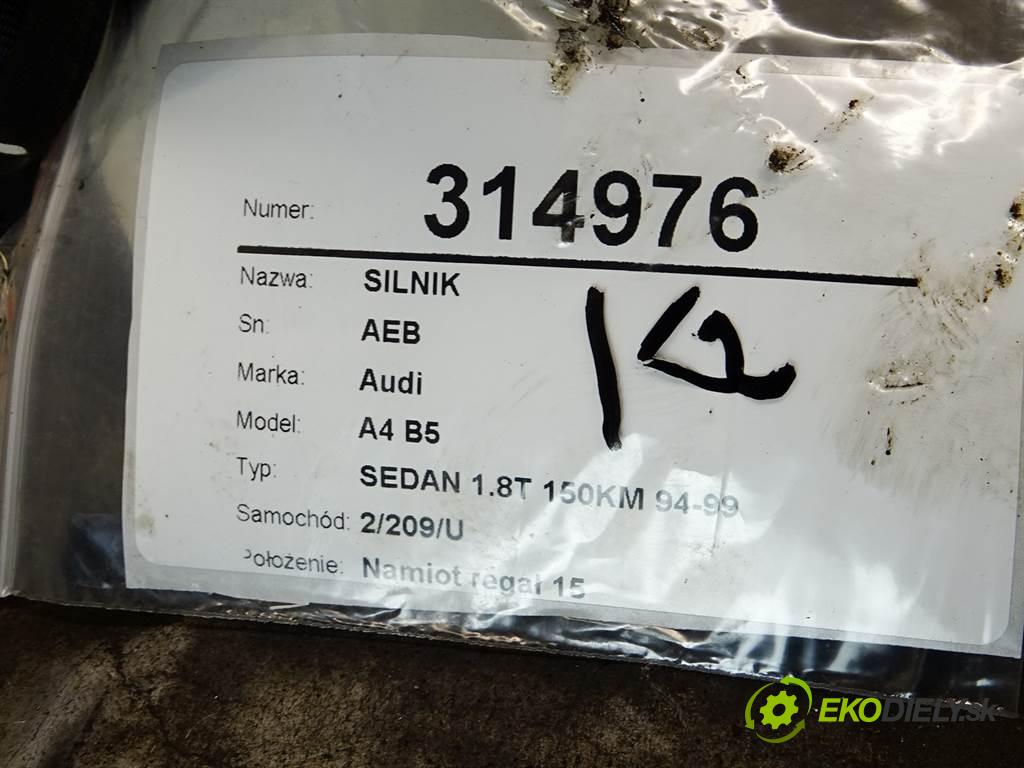 Numer: 314976
Nazwa: SILNIK
Sn: AEB
Marka: Audi
Model: A4 B5
Typ: SEDAN 1.8T 150KM 94-99
Samochód: 2/209/U
Położenie: Namiot regał 15
EKODIELY.sk